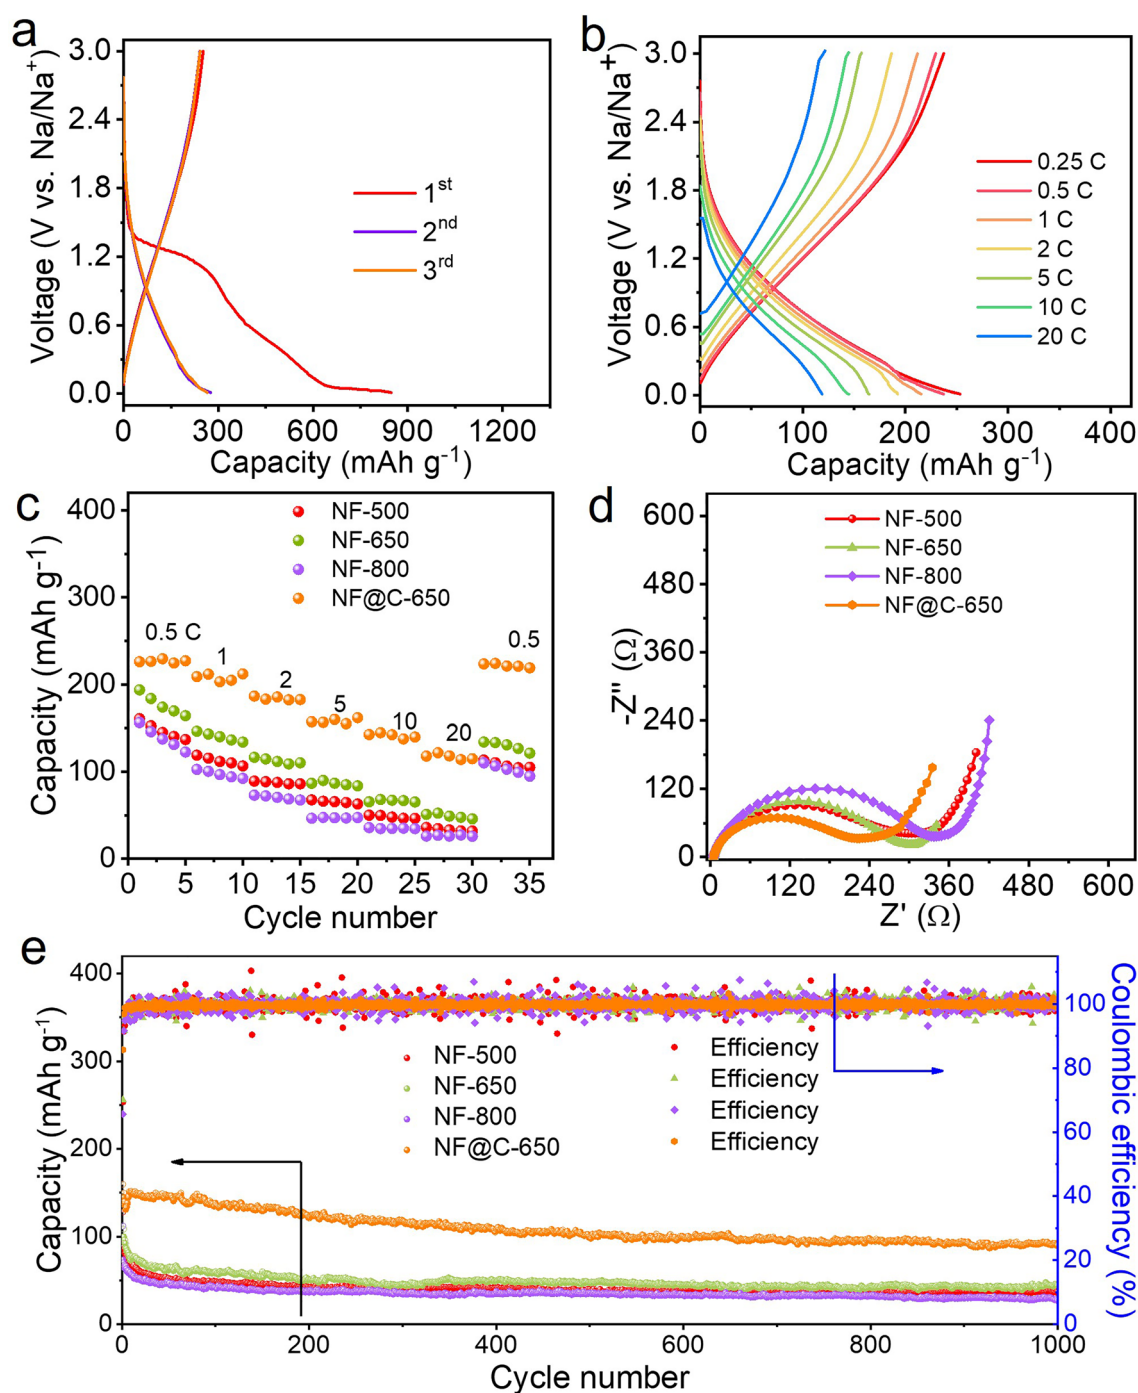 a
3.0
2.4
1.8
1.2
0.6
0.0
Voltage (V vs. Na/Na⁺)
1ˢᵗ
2ⁿᵈ
3ʳᵈ
0 300 600 900 1200
Capacity (mAh g⁻¹)
b
3.0
2.4
1.8
1.2
0.6
0.0
Voltage (V vs. Na/Na⁺)
0.25 C
0.5 C
1 C
2 C
5 C
10 C
20 C
0 100 200 300 400
Capacity (mAh g⁻¹)
c
400
300
200
100
0
Capacity (mAh g⁻¹)
NF-500
NF-650
NF-800
NF@C-650
0.5 C
1
2
5
10
20
0.5
0 5 10 15 20 25 30 35
Cycle number
d
600
480
360
240
120
0
-Z" (Ω)
NF-500
NF-650
NF-800
NF@C-650
0 120 240 360 480 600
Z' (Ω)
e
400
300
200
100
0
Capacity (mAh g⁻¹)
NF-500
NF-650
NF-800
NF@C-650
Efficiency
Efficiency
Efficiency
Efficiency
100
80
60
40
20
0
Coulombic efficiency (%)
0 200 400 600 800 1000
Cycle number